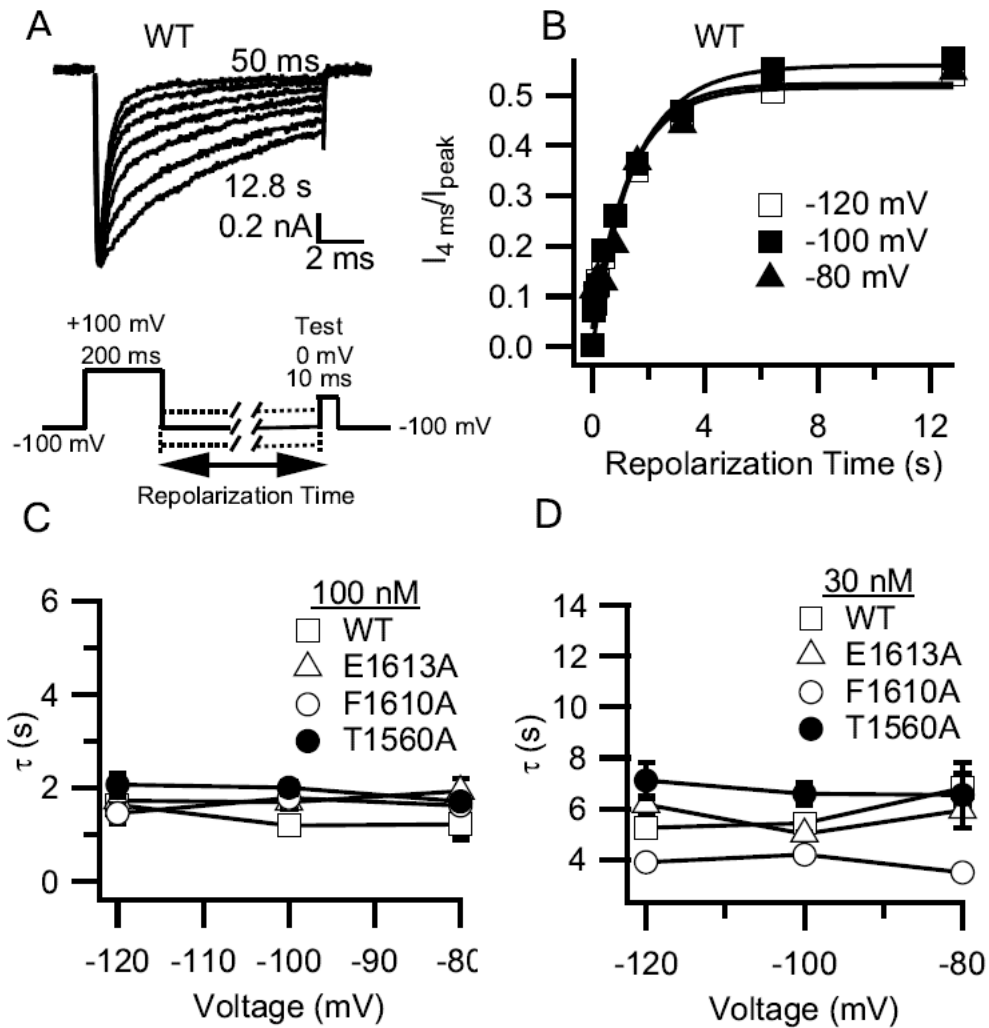 A
WT
50 ms
12.8 s
0.2 nA
2 ms
+100 mV
200 ms
Test
0 mV
10 ms
-100 mV
-100 mV
Repolarization Time
B
WT
I4 ms/Ipeak
0.5
0.4
0.3
0.2
0.1
0.0
-120 mV
-100 mV
-80 mV
0 4 8 12
Repolarization Time (s)
C
100 nM
WT
E1613A
F1610A
T1560A
τ (s)
6
4
2
0
-120 -110 -100 -90 -80
Voltage (mV)
D
30 nM
WT
E1613A
F1610A
T1560A
τ (s)
14
12
10
8
6
4
-120 -100 -80
Voltage (mV)